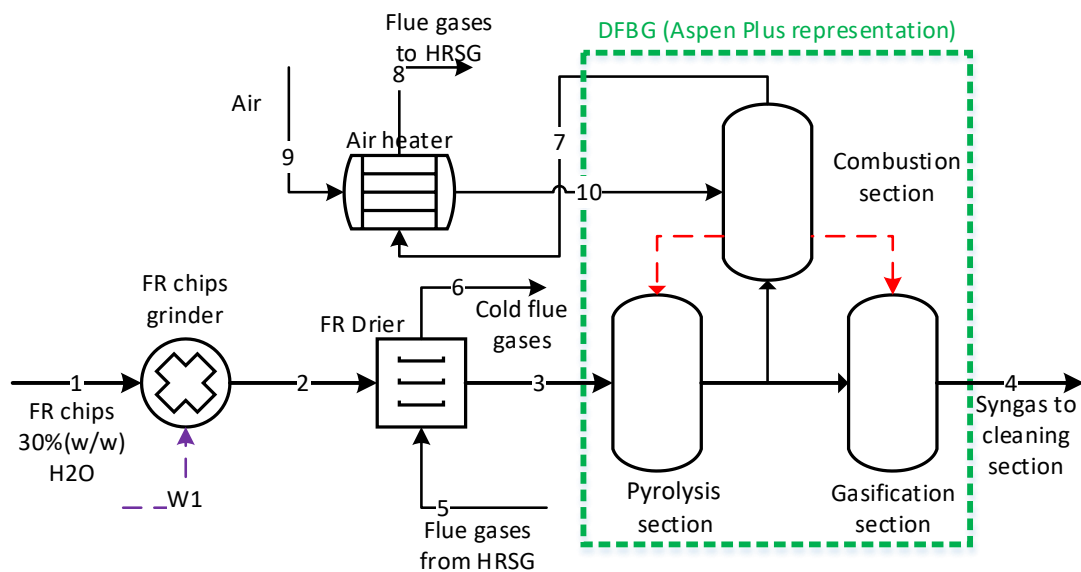 Flue gases
to HRSG
DFBG (Aspen Plus representation)
8
Air
7
Air heater
9
Combustion
section
10
FR chips
grinder
6
Cold flue
gases
FR Drier
1
2
3
4
FR chips
30%(w/w)
H2O
Syngas to
cleaning
section
Pyrolysis
section
Gasification
section
W1
5
Flue gases
from HRSG